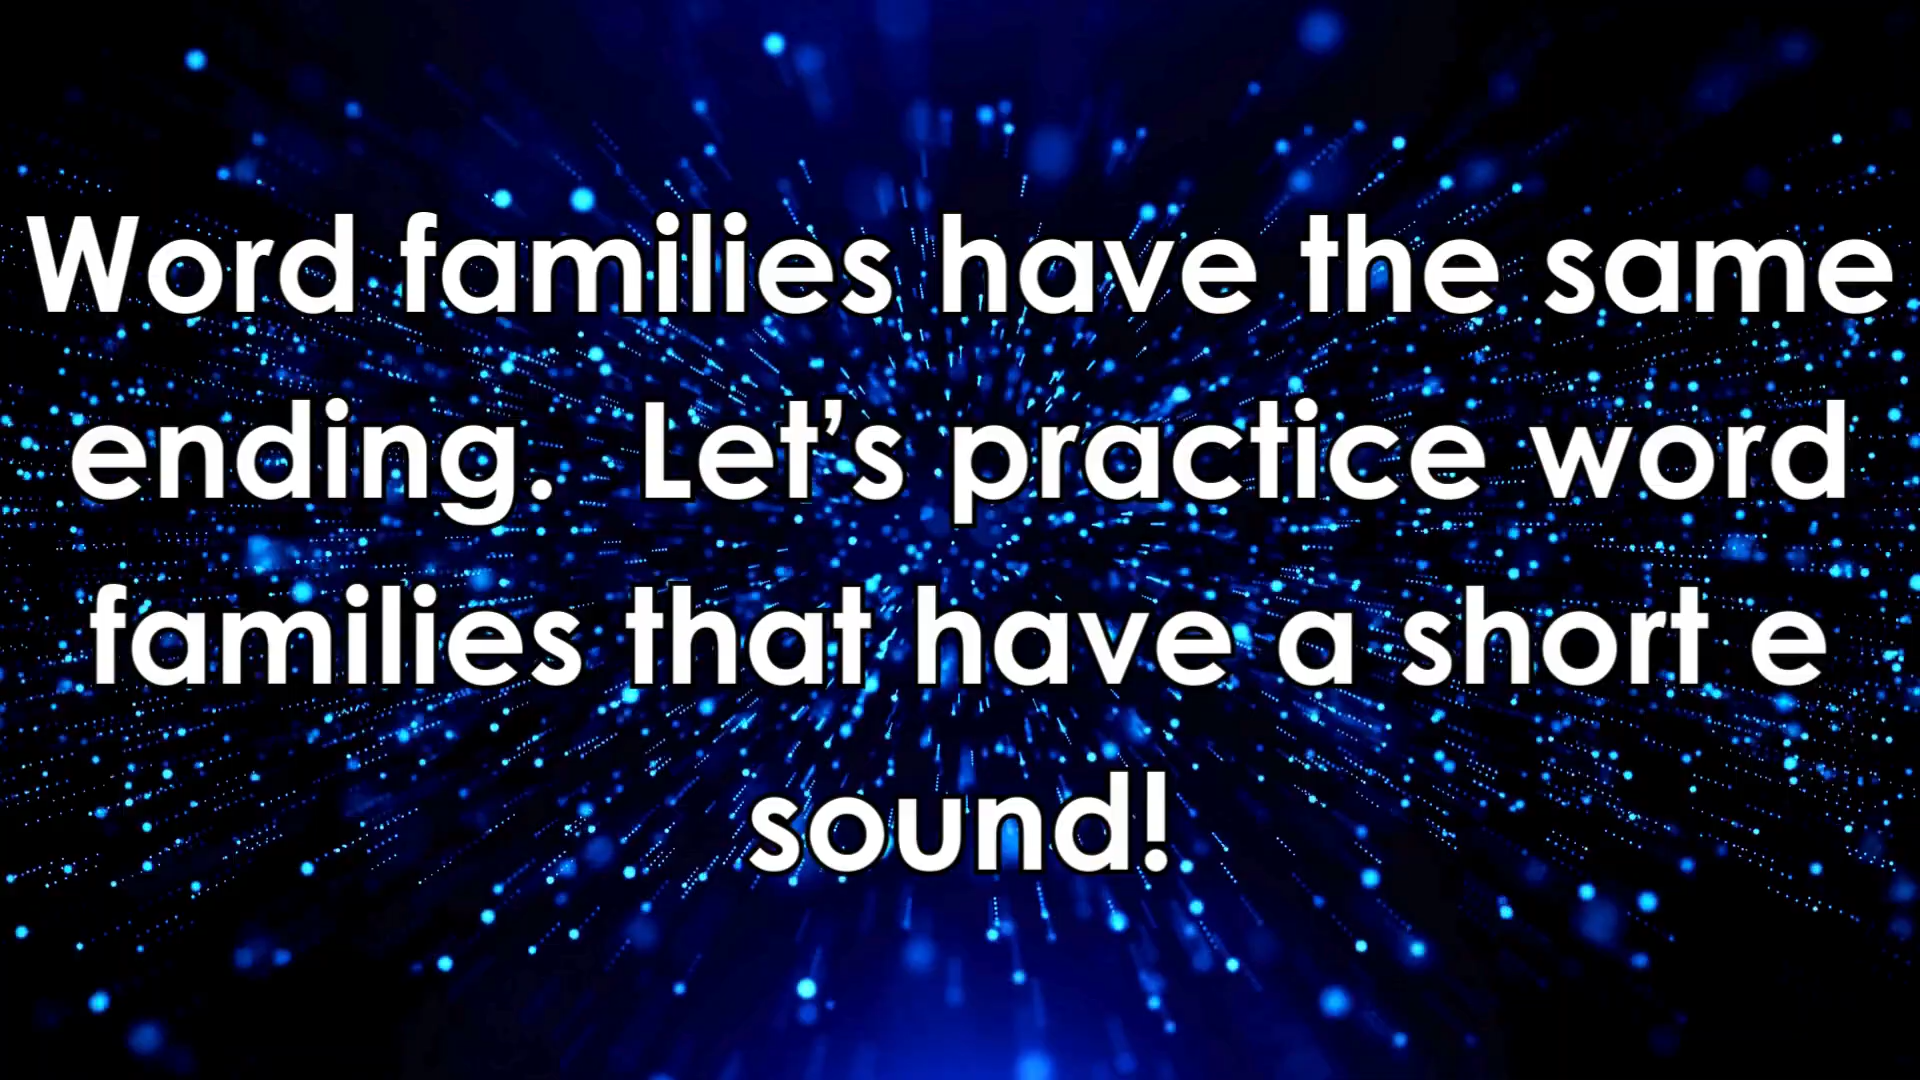 Word families have the same
ending.  Let’s practice word
families that have a short e
sound!